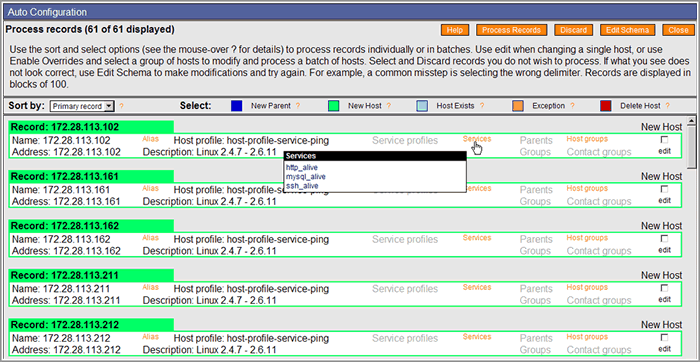 Auto Configuration
Process records (61 of 61 displayed) Help Process Records Discard Edit Schema Close
Use the sort and select options (see the mouse-over ? for details) to process records individually or in batches. Use edit when changing a single host, or use
Enable Overrides and select a group of hosts to modify and process a batch of hosts. Select and Discard records you do not wish to process. If what you see does
not look correct, use Edit Schema to make modifications and try again. For example, a common misstep is selecting the wrong delimiter. Records are displayed in
blocks of 100.
Sort by: Primary record ? Select: New Parent ? New Host ? Host Exists ? Exception ? Delete Host ?
Record: 172.28.113.102 New Host
Name: 172.28.113.102 Alias Host profile: host-profile-service-ping Service profiles Services Parents Host groups
Address: 172.28.113.102 Description: Linux 2.4.7 - 2.6.11 Groups Contact groups edit
Services
http_alive
mysql_alive
ssh_alive
Record: 172.28.113.161 New Host
Name: 172.28.113.161 Alias Host profile: host-profile-service-ping Service profiles Services Parents Host groups
Address: 172.28.113.161 Description: Linux 2.4.7 - 2.6.11 Groups Contact groups edit
Record: 172.28.113.162 New Host
Name: 172.28.113.162 Alias Host profile: host-profile-service-ping Service profiles Services Parents Host groups
Address: 172.28.113.162 Description: Linux 2.4.7 - 2.6.11 Groups Contact groups edit
Record: 172.28.113.211 New Host
Name: 172.28.113.211 Alias Host profile: host-profile-service-ping Service profiles Services Parents Host groups
Address: 172.28.113.211 Description: Linux 2.4.7 - 2.6.11 Groups Contact groups edit
Record: 172.28.113.212 New Host
Name: 172.28.113.212 Alias Host profile: host-profile-service-ping Service profiles Services Parents Host groups
Address: 172.28.113.212 Description: Linux 2.4.7 - 2.6.11 Groups Contact groups edit